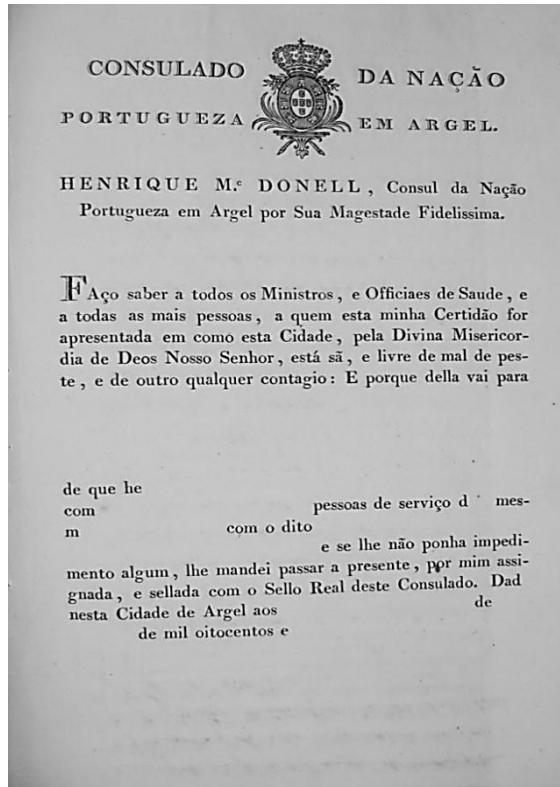 CONSULADO DA NAÇÃO
PORTUGUEZA EM ARGEL.
HENRIQUE M.ᶜ DONELL, Consul da Nação
Portugueza em Argel por Sua Magestade Fidelissima.
FAço saber a todos os Ministros, e Officiaes de Saude, e
a todas as mais pessoas, a quem esta minha Certidão for
apresentada em como esta Cidade, pela Divina Misericor-
dia de Deos Nosso Senhor, está sã, e livre de mal de pes-
te, e de outro qualquer contagio: E porque della vai para
de que he
com pessoas de serviço d mes-
m com o dito
e se lhe não ponha impedi-
mento algum, lhe mandei passar a presente, por mim assi-
gnada, e sellada com o Sello Real deste Consulado. Dad
nesta Cidade de Argel aos de
de mil oitocentos e